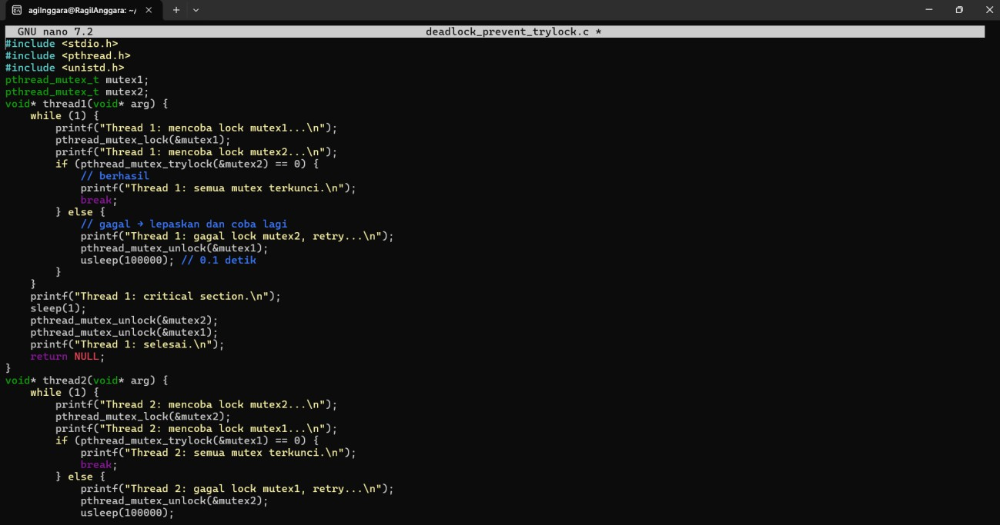 agilnggara@RagilAnggara: ~/
GNU nano 7.2 deadlock_prevent_trylock.c *
#include <stdio.h>
#include <pthread.h>
#include <unistd.h>
pthread_mutex_t mutex1;
pthread_mutex_t mutex2;
void* thread1(void* arg) {
    while (1) {
        printf("Thread 1: mencoba lock mutex1...\n");
        pthread_mutex_lock(&mutex1);
        printf("Thread 1: mencoba lock mutex2...\n");
        if (pthread_mutex_trylock(&mutex2) == 0) {
            // berhasil
            printf("Thread 1: semua mutex terkunci.\n");
            break;
        } else {
            // gagal → lepaskan dan coba lagi
            printf("Thread 1: gagal lock mutex2, retry...\n");
            pthread_mutex_unlock(&mutex1);
            usleep(100000); // 0.1 detik
        }
    }
    printf("Thread 1: critical section.\n");
    sleep(1);
    pthread_mutex_unlock(&mutex2);
    pthread_mutex_unlock(&mutex1);
    printf("Thread 1: selesai.\n");
    return NULL;
}
void* thread2(void* arg) {
    while (1) {
        printf("Thread 2: mencoba lock mutex2...\n");
        pthread_mutex_lock(&mutex2);
        printf("Thread 2: mencoba lock mutex1...\n");
        if (pthread_mutex_trylock(&mutex1) == 0) {
            printf("Thread 2: semua mutex terkunci.\n");
            break;
        } else {
            printf("Thread 2: gagal lock mutex1, retry...\n");
            pthread_mutex_unlock(&mutex2);
            usleep(100000);